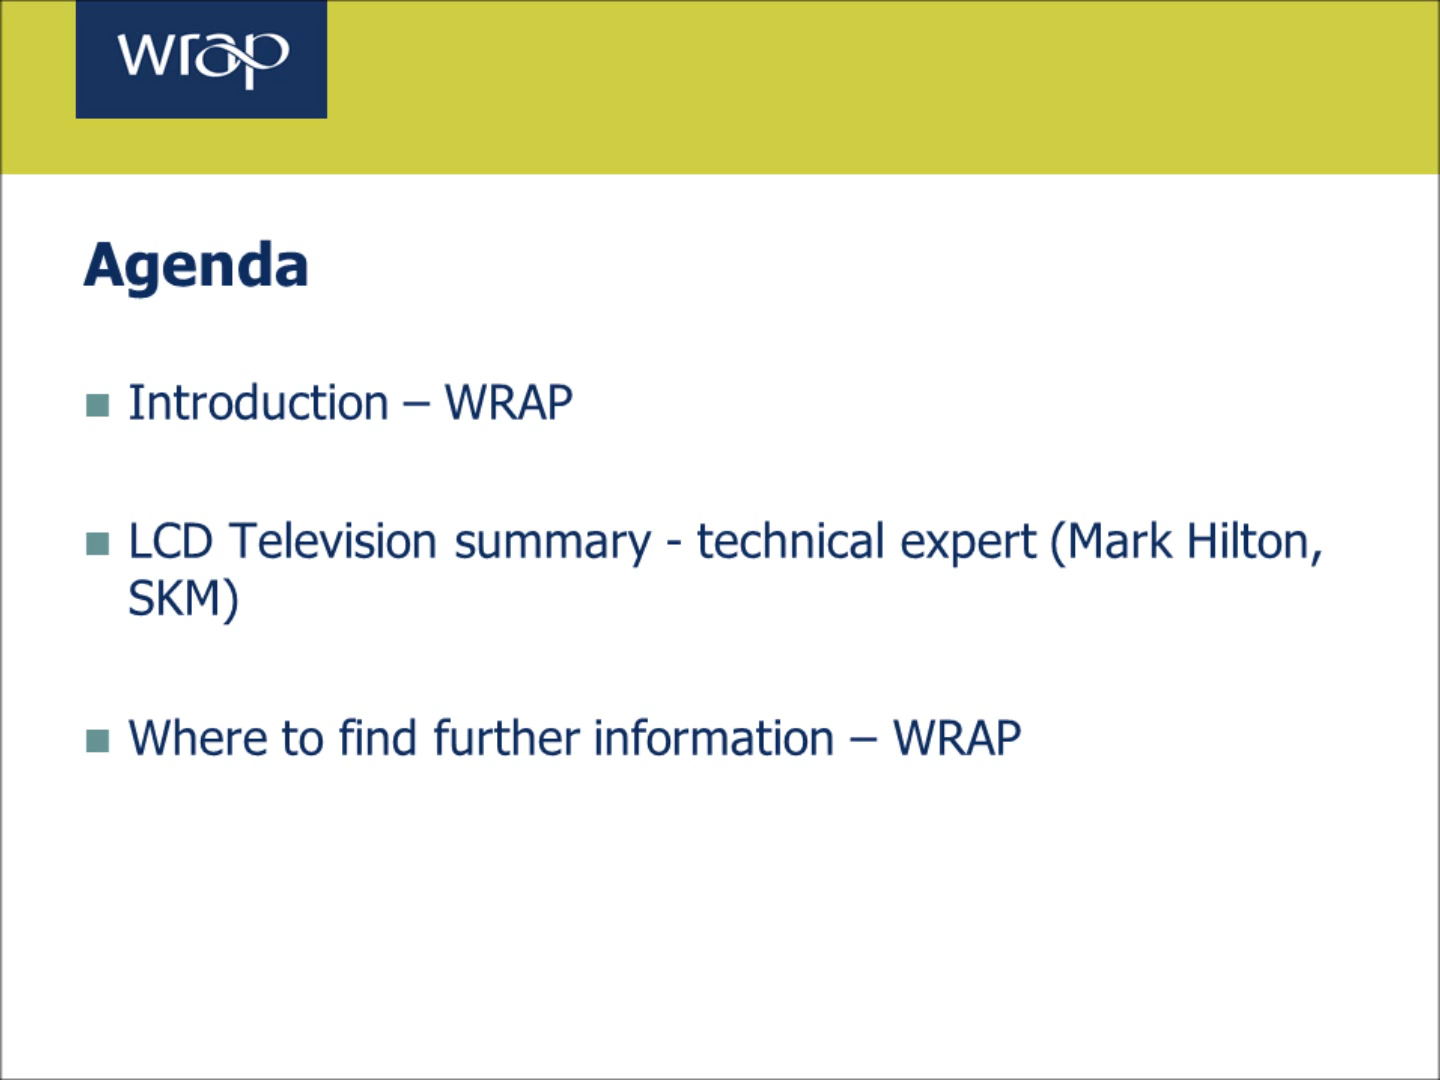 wrap
Agenda
Introduction – WRAP
LCD Television summary - technical expert (Mark Hilton,
SKM)
Where to find further information – WRAP